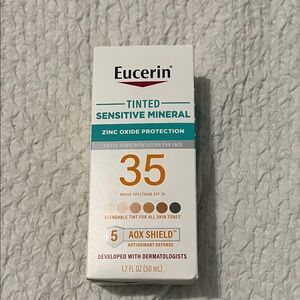 Eucerin®
TINTED
SENSITIVE MINERAL
ZINC OXIDE PROTECTION
TINTED SUNSCREEN LOTION FOR FACE
35
BROAD SPECTRUM SPF 35
BLENDABLE TINT FOR ALL SKIN TONES*
5 AOX SHIELD™
ANTIOXIDANT DEFENSE
DEVELOPED WITH DERMATOLOGISTS
1.7 FL OZ (50 mL)